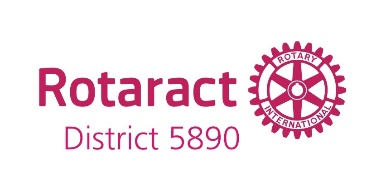 Rotaract
District 5890
ROTARY
INTERNATIONAL